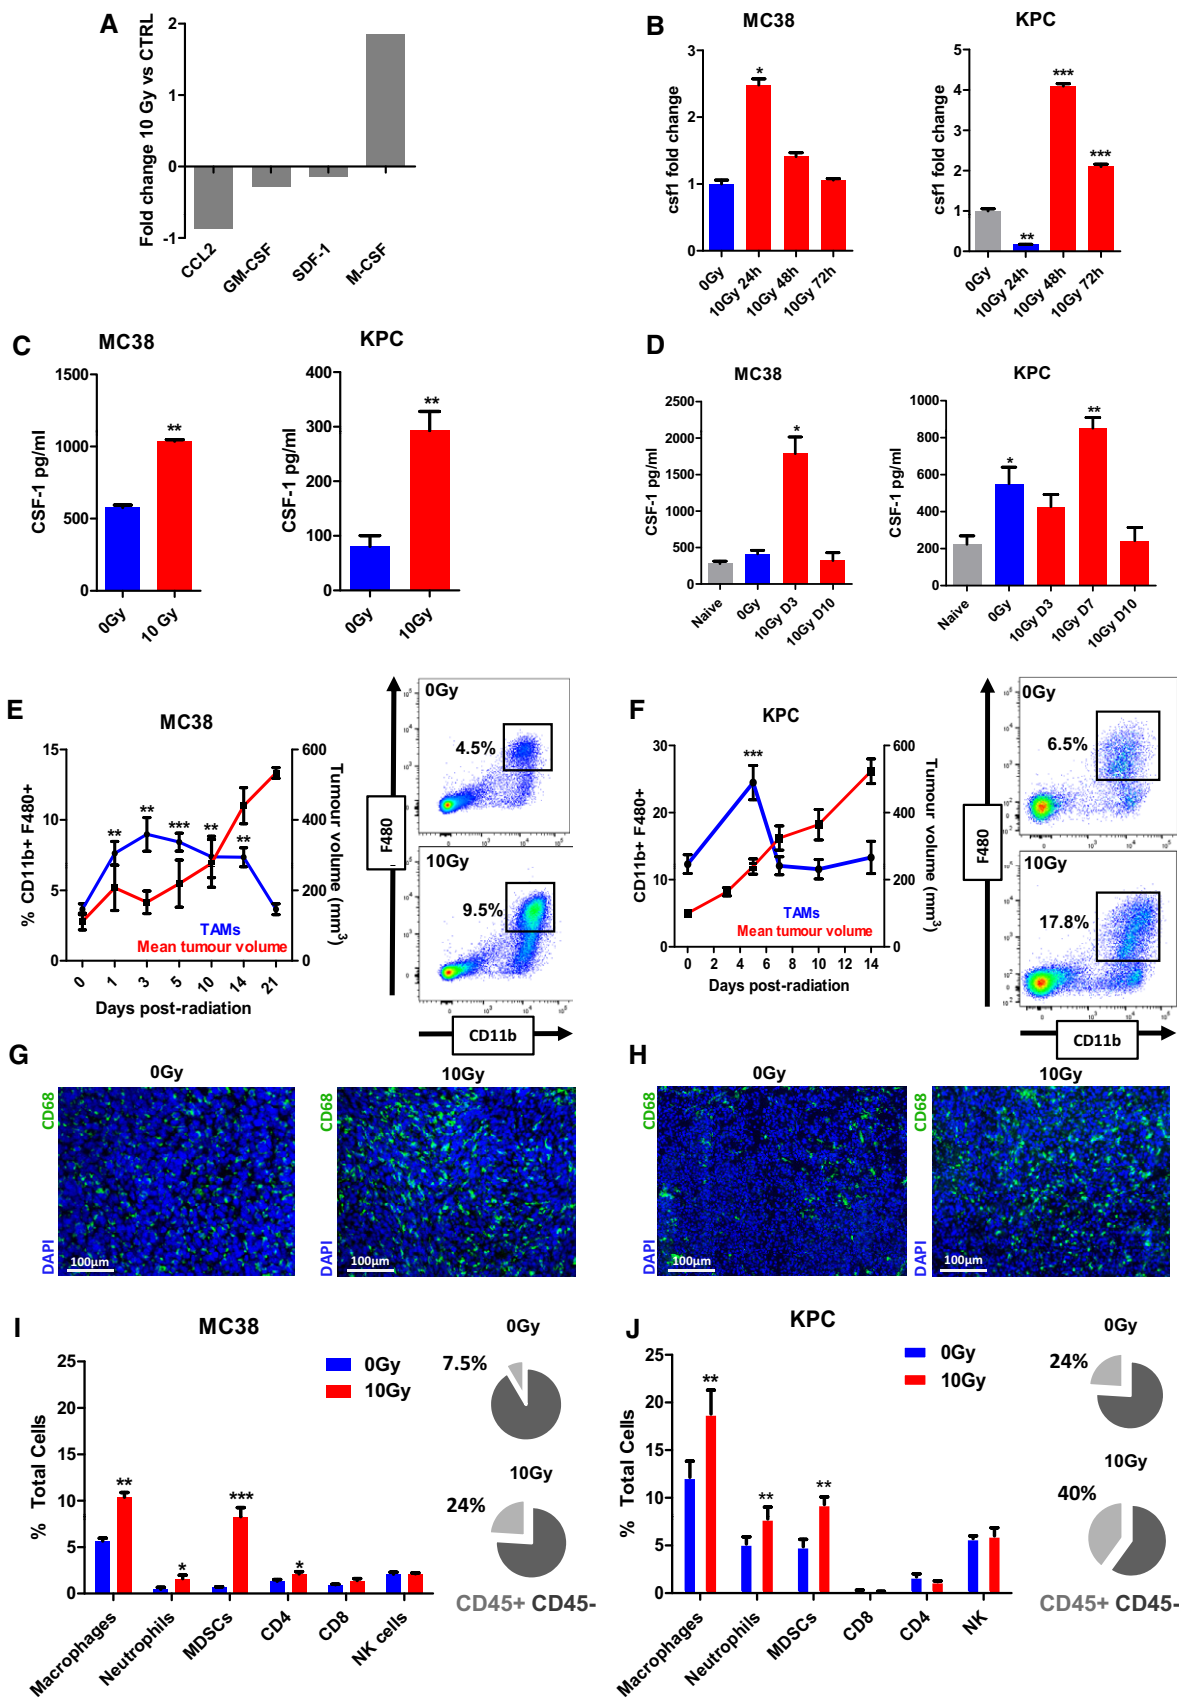 A
Fold change 10 Gy vs CTRL
2
1
0
-1
CCL2
GM-CSF
SDF-1
M-CSF
B
MC38
csf1 fold change
3
2
1
0
*
0Gy
10Gy 24h
10Gy 48h
10Gy 72h
KPC
csf1 fold change
5
4
3
2
1
0
**
***
***
0Gy
10Gy 24h
10Gy 48h
10Gy 72h
C
MC38
CSF-1 pg/ml
1500
1000
500
0
**
0Gy
10 Gy
KPC
CSF-1 pg/ml
400
300
200
100
0
**
0Gy
10Gy
D
MC38
CSF-1 pg/ml
2500
2000
1500
1000
500
0
*
Naive
0Gy
10Gy D3
10Gy D10
KPC
CSF-1 pg/ml
1000
800
600
400
200
0
*
**
Naive
0Gy
10Gy D3
10Gy D7
10Gy D10
E
MC38
% CD11b+ F480+
15
10
5
0
** ** *** ** **
TAMs
Mean tumour volume
600
400
200
0
Tumour volume (mm3)
0 1 3 5 10 14 21
Days post-radiation
F480
0Gy
4.5%
10Gy
9.5%
CD11b
F
KPC
CD11b+ F480+
30
20
10
0
***
TAMs
Mean tumour volume
600
400
200
0
Tumour volume (mm3)
0 2 4 6 8 10 12 14
Days post-radiation
F480
0Gy
6.5%
10Gy
17.8%
CD11b
G
0Gy
10Gy
DAPI CD68
100µm
DAPI CD68
100µm
H
0Gy
10Gy
DAPI CD68
100µm
DAPI CD68
100µm
I
MC38
% Total Cells
25
20
15
10
5
0
0Gy
10Gy
**
*
***
*
Macrophages
Neutrophils
MDSCs
CD4
CD8
NK cells
0Gy
7.5%
10Gy
24%
CD45+ CD45-
J
KPC
% Total Cells
25
20
15
10
5
0
0Gy
10Gy
**
**
**
Macrophages
Neutrophils
MDSCs
CD8
CD4
NK
0Gy
24%
10Gy
40%
CD45+ CD45-